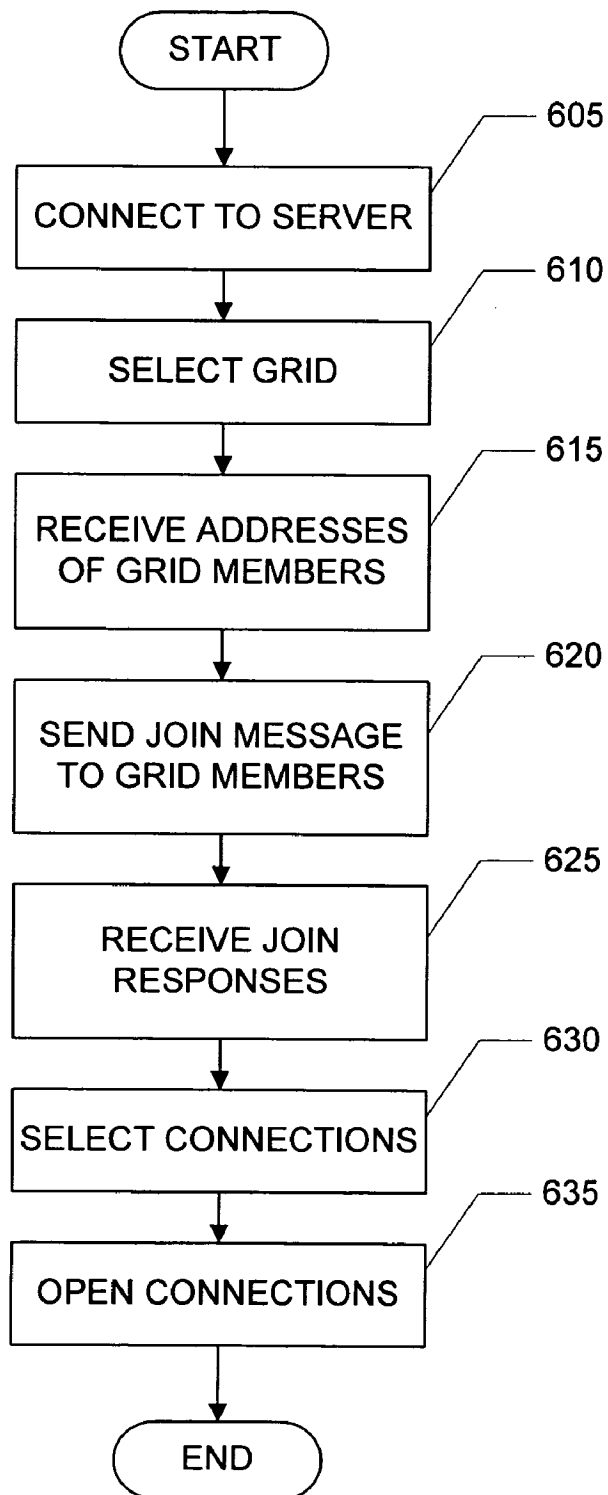 START
605
CONNECT TO SERVER
610
SELECT GRID
615
RECEIVE ADDRESSES
OF GRID MEMBERS
620
SEND JOIN MESSAGE
TO GRID MEMBERS
625
RECEIVE JOIN
RESPONSES
630
SELECT CONNECTIONS
635
OPEN CONNECTIONS
END